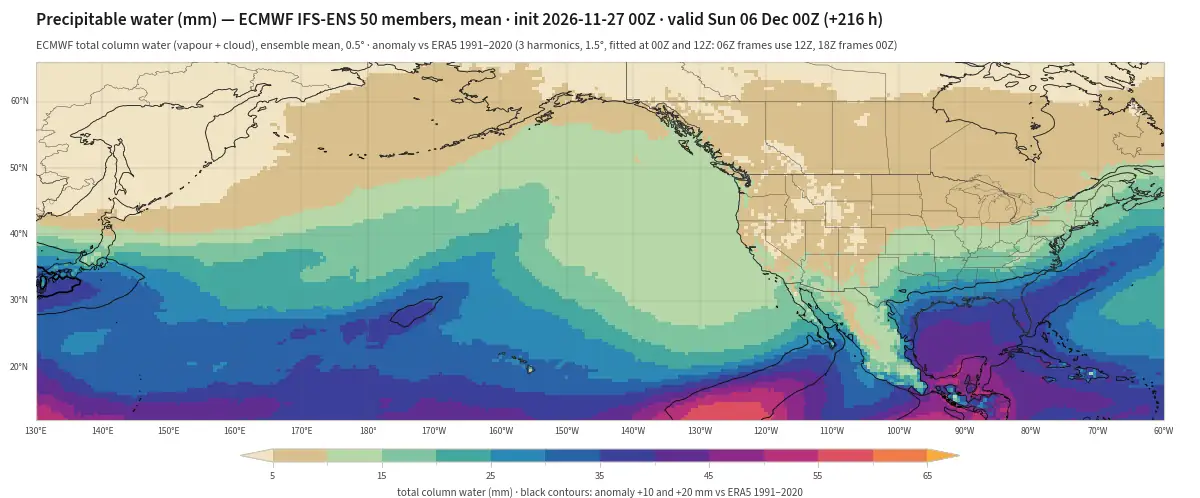 Precipitable water (mm) — ECMWF IFS-ENS 50 members, mean · init 2026-11-27 00Z · valid Sun 06 Dec 00Z (+216 h)
ECMWF total column water (vapour + cloud), ensemble mean, 0.5° · anomaly vs ERA5 1991–2020 (3 harmonics, 1.5°, fitted at 00Z and 12Z: 06Z frames use 12Z, 18Z frames 00Z)
60°N
50°N
40°N
30°N
20°N
130°E 140°E 150°E 160°E 170°E 180° 170°W 160°W 150°W 140°W 130°W 120°W 110°W 100°W 90°W 80°W 70°W 60°W
5 15 25 35 45 55 65
total column water (mm) · black contours: anomaly +10 and +20 mm vs ERA5 1991–2020